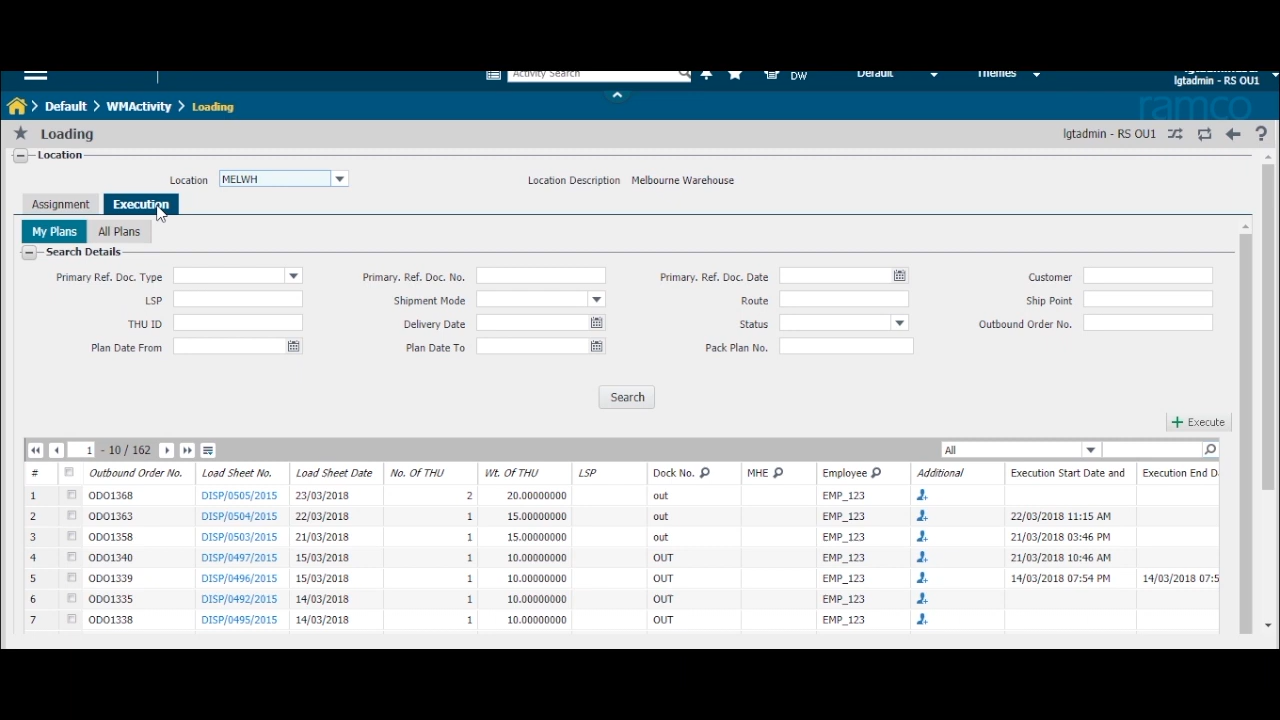 Activity Search DW Default Themes
lgtadmin - RS OU1
Default > WMActivity > Loading
ramco
Loading lgtadmin - RS OU1 ?
Location
Location MELWH Location Description Melbourne Warehouse
Assignment Execution
My Plans All Plans
Search Details
Primary Ref. Doc. Type Primary. Ref. Doc. No. Primary. Ref. Doc. Date Customer
LSP Shipment Mode Route Ship Point
THU ID Delivery Date Status Outbound Order No.
Plan Date From Plan Date To Pack Plan No.
Search
Execute
1 - 10 / 162 All
# Outbound Order No. Load Sheet No. Load Sheet Date No. Of THU Wt. Of THU LSP Dock No. MHE Employee Additional Execution Start Date and Execution End Da
1 ODO1368 DISP/0505/2015 23/03/2018 2 20.00000000 out EMP_123
2 ODO1363 DISP/0504/2015 22/03/2018 1 15.00000000 out EMP_123 22/03/2018 11:15 AM
3 ODO1358 DISP/0503/2015 21/03/2018 1 15.00000000 out EMP_123 21/03/2018 03:46 PM
4 ODO1340 DISP/0497/2015 15/03/2018 1 10.00000000 OUT EMP_123 21/03/2018 10:46 AM
5 ODO1339 DISP/0496/2015 15/03/2018 1 10.00000000 OUT EMP_123 14/03/2018 07:54 PM 14/03/2018 07:5
6 ODO1335 DISP/0492/2015 14/03/2018 1 10.00000000 OUT EMP_123
7 ODO1338 DISP/0495/2015 14/03/2018 1 10.00000000 OUT EMP_123